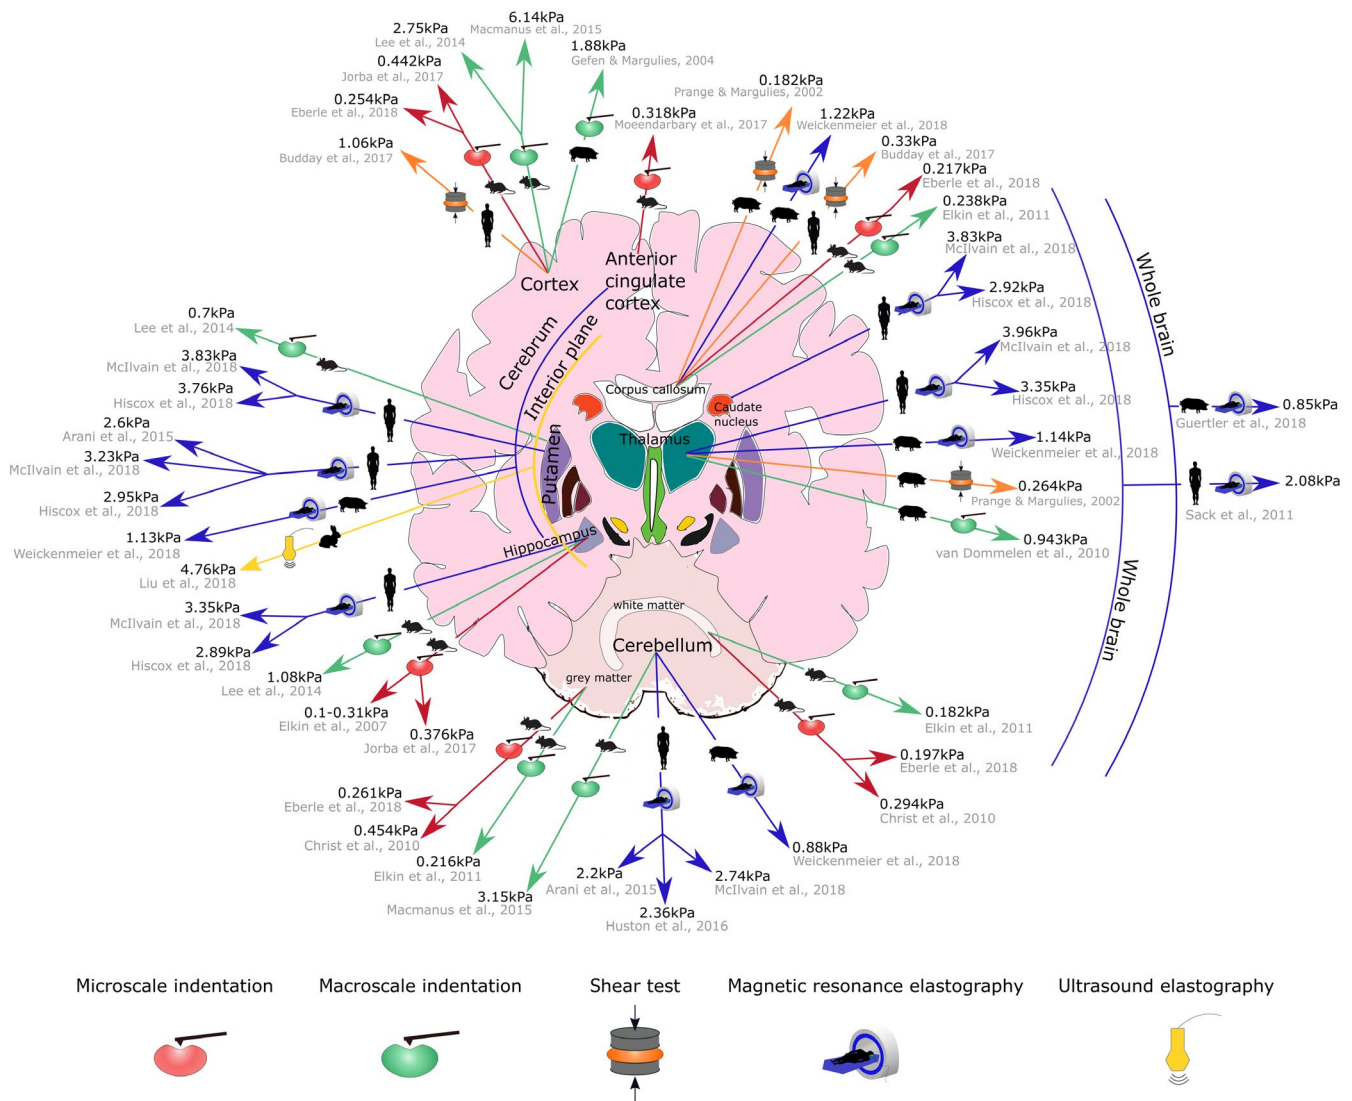 6.14kPa
Macmanus et al., 2015
2.75kPa
Lee et al., 2014
1.88kPa
Gefen & Margulies, 2004
0.442kPa
Jorba et al., 2017
0.254kPa
Eberle et al., 2018
1.06kPa
Budday et al., 2017
0.318kPa
Moeendarbary et al., 2017
0.182kPa
Prange & Margulies, 2002
1.22kPa
Weickenmeier et al., 2018
0.33kPa
Budday et al., 2017
0.217kPa
Eberle et al., 2018
0.238kPa
Elkin et al., 2011
3.83kPa
McIlvain et al., 2018
2.92kPa
Hiscox et al., 2018
3.96kPa
McIlvain et al., 2018
3.35kPa
Hiscox et al., 2018
1.14kPa
Weickenmeier et al., 2018
0.264kPa
Prange & Margulies, 2002
0.943kPa
van Dommelen et al., 2010
Whole brain
Whole brain
0.85kPa
Guertler et al., 2018
2.08kPa
Sack et al., 2011
Cortex
Anterior
cingulate
cortex
Cerebrum
Interior plane
Corpus callosum
Caudate
nucleus
Thalamus
Putamen
Hippocampus
white matter
Cerebellum
grey matter
0.7kPa
Lee et al., 2014
3.83kPa
McIlvain et al., 2018
3.76kPa
Hiscox et al., 2018
2.6kPa
Arani et al., 2015
3.23kPa
McIlvain et al., 2018
2.95kPa
Hiscox et al., 2018
1.13kPa
Weickenmeier et al., 2018
4.76kPa
Liu et al., 2018
3.35kPa
McIlvain et al., 2018
2.89kPa
Hiscox et al., 2018
1.08kPa
Lee et al., 2014
0.1-0.31kPa
Elkin et al., 2007
0.376kPa
Jorba et al., 2017
0.261kPa
Eberle et al., 2018
0.454kPa
Christ et al., 2010
0.216kPa
Elkin et al., 2011
3.15kPa
Macmanus et al., 2015
2.2kPa
Arani et al., 2015
2.36kPa
Huston et al., 2016
2.74kPa
McIlvain et al., 2018
0.88kPa
Weickenmeier et al., 2018
0.294kPa
Christ et al., 2010
0.197kPa
Eberle et al., 2018
0.182kPa
Elkin et al., 2011
Microscale indentation
Macroscale indentation
Shear test
Magnetic resonance elastography
Ultrasound elastography